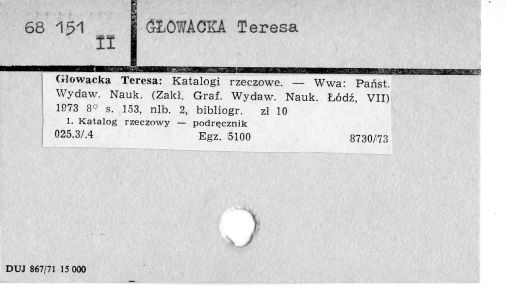 68 151
II
GŁOWACKA Teresa
Głowacka Teresa: Katalogi rzeczowe. — Wwa: Państ.
Wydaw. Nauk. (Zakł. Graf. Wydaw. Nauk. Łódź, VII)
1973 8° s. 153, nlb. 2, bibliogr. zł 10
1. Katalog rzeczowy — podręcznik
025.3/.4 Egz. 5100 8730/73
DUJ 867/71 15 000